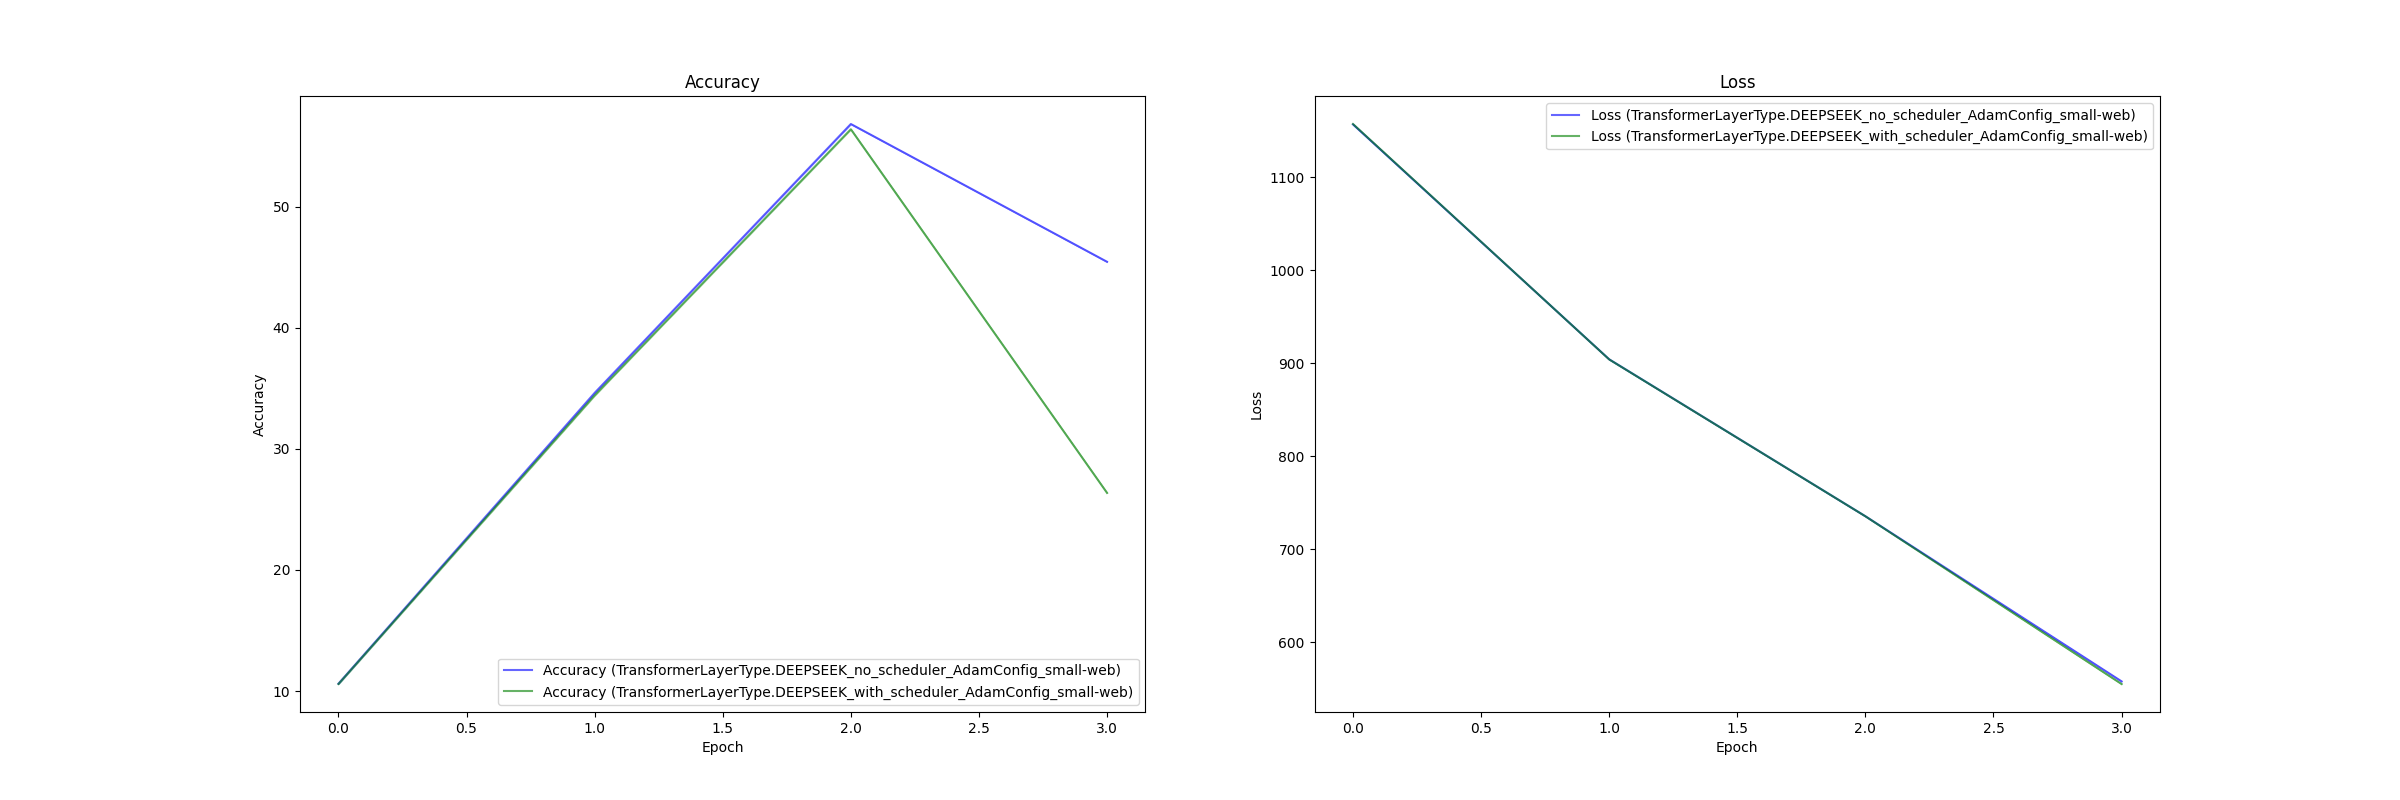 Accuracy
50
40
30
20
10
Accuracy
Accuracy (TransformerLayerType.DEEPSEEK_no_scheduler_AdamConfig_small-web)
Accuracy (TransformerLayerType.DEEPSEEK_with_scheduler_AdamConfig_small-web)
0.0 0.5 1.0 1.5 2.0 2.5 3.0
Epoch
Loss
Loss (TransformerLayerType.DEEPSEEK_no_scheduler_AdamConfig_small-web)
Loss (TransformerLayerType.DEEPSEEK_with_scheduler_AdamConfig_small-web)
1100
1000
900
800
700
600
Loss
0.0 0.5 1.0 1.5 2.0 2.5 3.0
Epoch